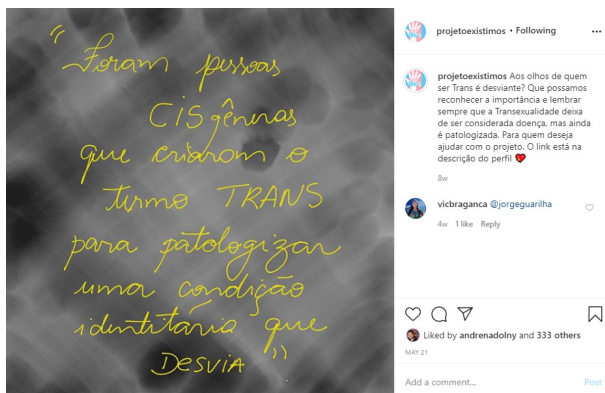 "Foram pessoas
CISgêneras
que criaram o
termo TRANS
para patologizar
uma condição
identitária que
DESVIA"
projetoexistimos • Following
projetoexistimos Aos olhos de quem
ser Trans é desviante? Que possamos
reconhecer a importância e lembrar
sempre que a Transexualidade deixa
de ser considerada doença, mas ainda
é patologizada. Para quem deseja
ajudar com o projeto. O link está na
descrição do perfil
8w
vicbraganca @jorgeguarilha
4w 1 like Reply
Liked by andrenadolny and 333 others
MAY 21
Add a comment... Post